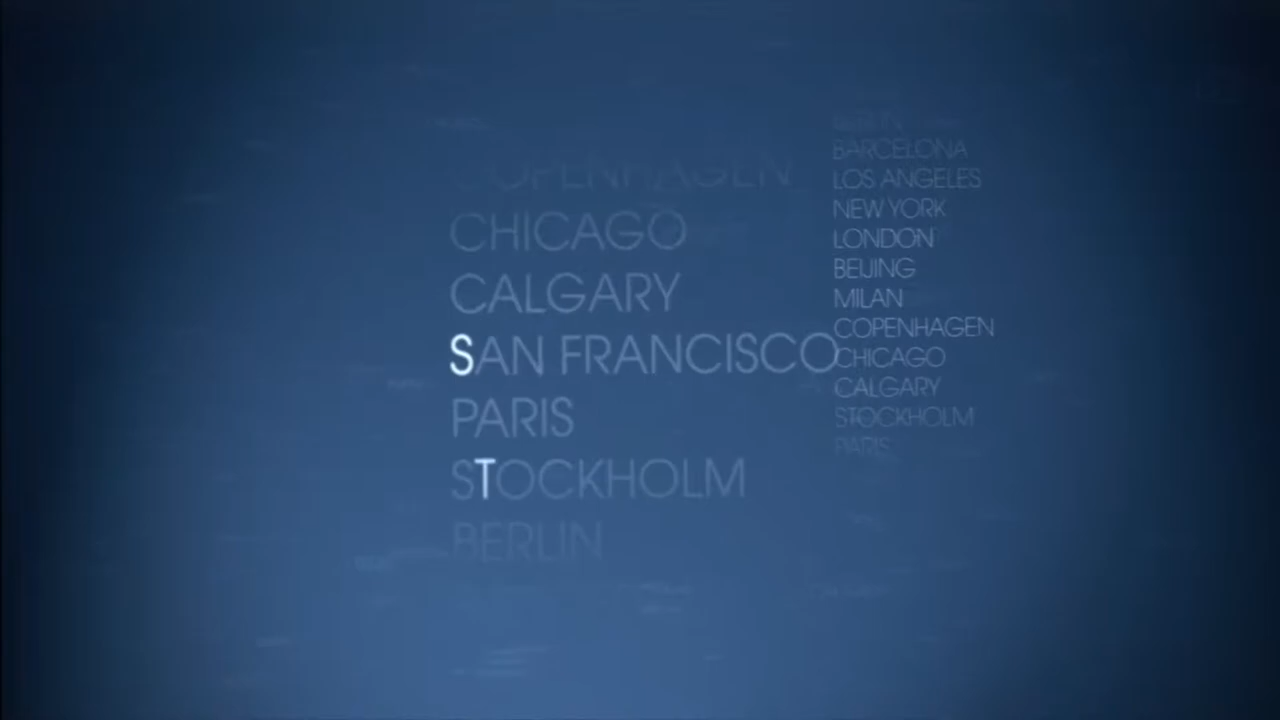 COPENHAGEN
CHICAGO
CALGARY
SAN FRANCISCO
PARIS
STOCKHOLM
BERLIN
BERLIN
BARCELONA
LOS ANGELES
NEW YORK
LONDON
BEIJING
MILAN
COPENHAGEN
CHICAGO
CALGARY
STOCKHOLM
PARIS